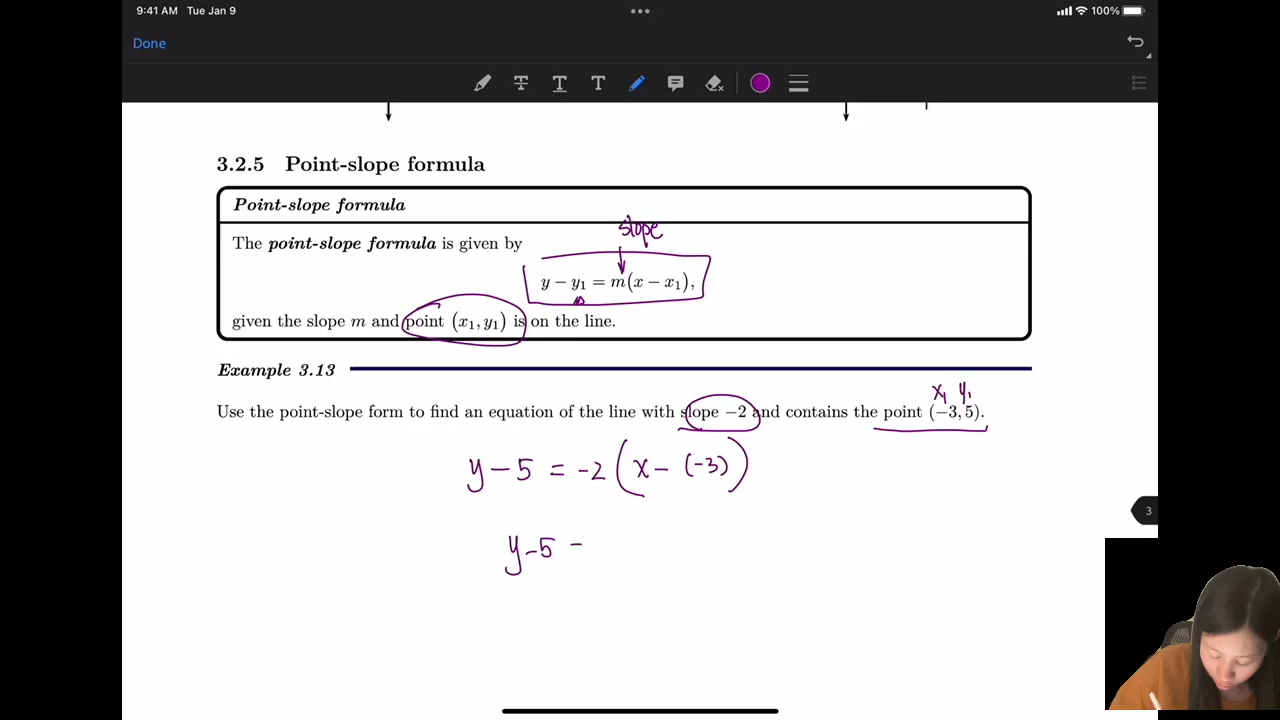 9:41 AM Tue Jan 9
100%
Done
3.2.5 Point-slope formula
Point-slope formula
slope
The point-slope formula is given by
y − y₁ = m(x − x₁),
given the slope m and point (x₁, y₁) is on the line.
Example 3.13
x₁ y₁
Use the point-slope form to find an equation of the line with slope −2 and contains the point (−3, 5).
y − 5 = -2 (x − (-3))
3
y − 5 -